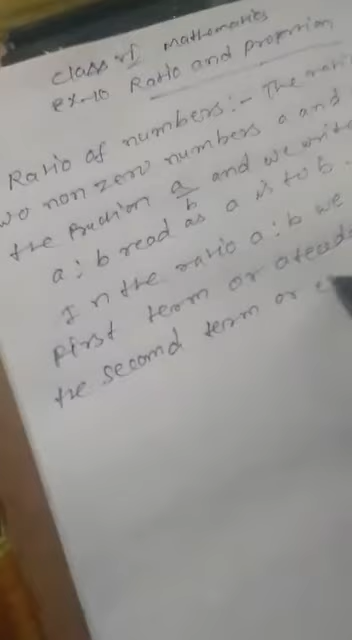 class VI mathematics
ex-10 Ratio and proportion
Ratio of numbers:- The
two non zero numbers a and
the fraction a/b and we write
a : b read as a is to b.
In the ratio a : b we
first term or
the second term or